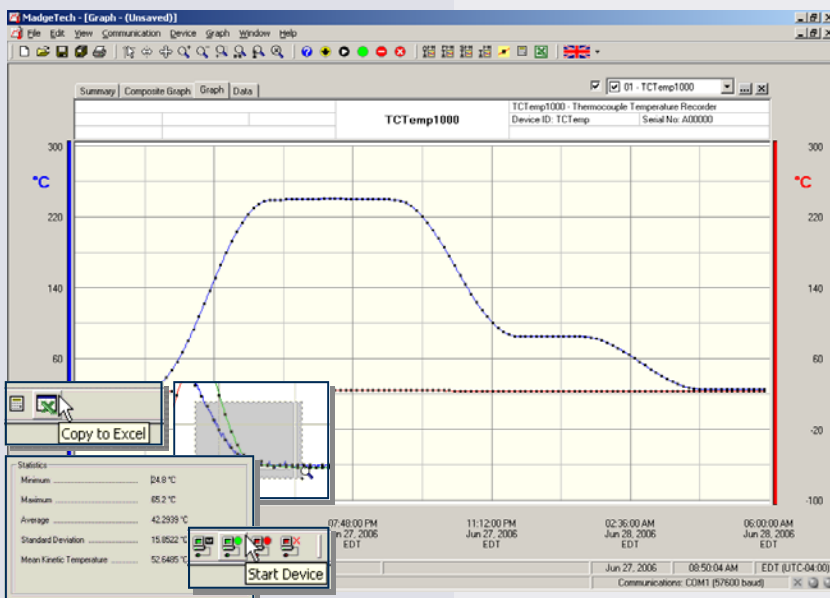 MadgeTech - [Graph - (Unsaved)]
File Edit View Communication Device Graph Window Help
Summary Composite Graph Graph Data
01 - TCTemp1000
TCTemp1000
TCTemp1000 - Thermocouple Temperature Recorder
Device ID: TCTemp Serial No: A00000
300 300
°C °C
220 220
140 140
60 60
-20
-100
Copy to Excel
Statistics
Minimum 24.8 °C
Maximum 65.2 °C
Average 42.2939 °C
Standard Deviation 15.8522 °C
Mean Kinetic Temperature 52.6485 °C
Start Device
07:48:00 PM 11:12:00 PM 02:36:00 AM 06:00:00 AM
27, 2006 Jun 27, 2006 Jun 28, 2006 Jun 28, 2006
EDT EDT EDT EDT
Jun 27, 2006 08:50:04 AM EDT (UTC-04:00)
Communications: COM1 (57600 baud)